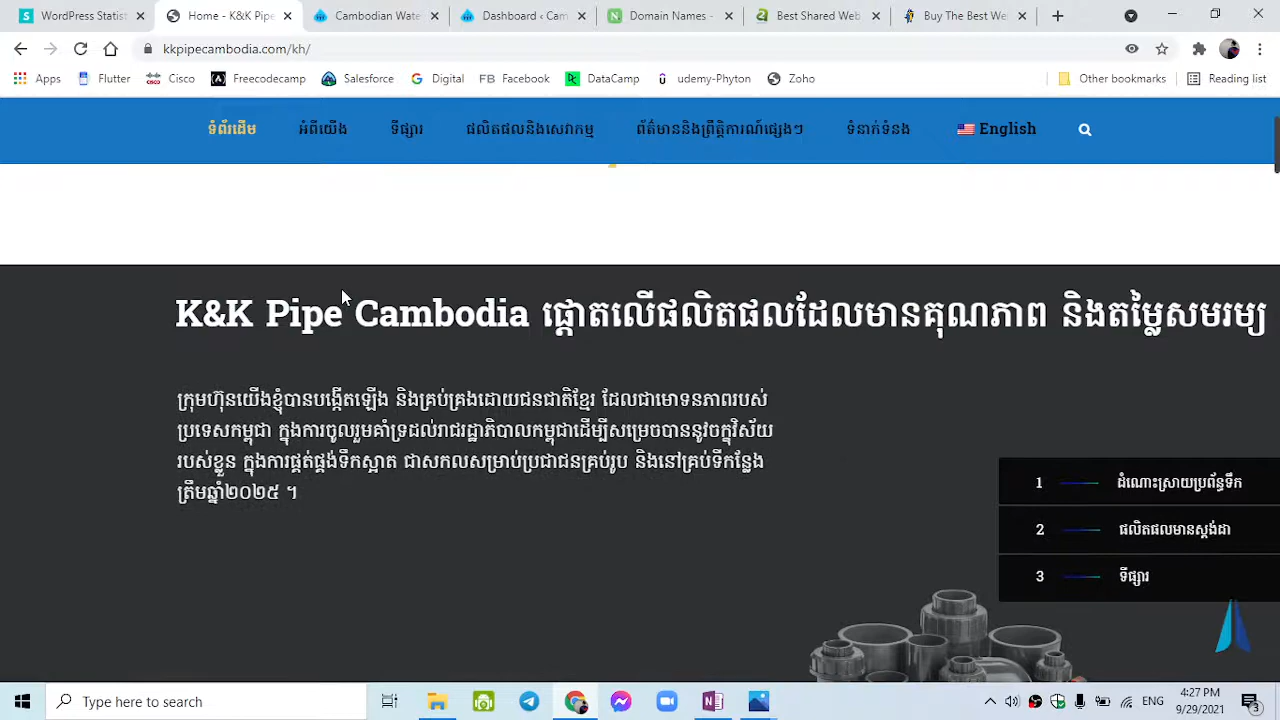 WordPress Statist
Home - K&K Pipe
Cambodian Wate
Dashboard ‹ Cam
Domain Names -
Best Shared Web
Buy The Best We
kkpipecambodia.com/kh/
Apps
Flutter
Cisco
Freecodecamp
Salesforce
Digital
FB Facebook
DataCamp
udemy-Phyton
Zoho
Other bookmarks
Reading list
ទំព័រដើម
អំពីយើង
ទីផ្សារ
ផលិតផលនិងសេវាកម្ម
ព័ត៌មាននិងព្រឹត្តិការណ៍ផ្សេងៗ
ទំនាក់ទំនង
English
K&K Pipe Cambodia ផ្តោតលើផលិតផលដែលមានគុណភាព និងតម្លៃសមរម្យ
ក្រុមហ៊ុនយើងខ្ញុំបានបង្កើតឡើង និងគ្រប់គ្រងដោយជនជាតិខ្មែរ ដែលជាមោទនភាពរបស់
ប្រទេសកម្ពុជា ក្នុងការចូលរួមគាំទ្រដល់រាជរដ្ឋាភិបាលកម្ពុជាដើម្បីសម្រេចបាននូវចក្ខុវិស័យ
របស់ខ្លួន ក្នុងការផ្គត់ផ្គង់ទឹកស្អាត ជាសកលសម្រាប់ប្រជាជនគ្រប់រូប និងនៅគ្រប់ទីកន្លែង
ត្រឹមឆ្នាំ២០២៥ ។
1 ដំណោះស្រាយប្រព័ន្ធទឹក
2 ផលិតផលមានស្តង់ដា
3 ទីផ្សារ
Type here to search
ENG
4:27 PM
9/29/2021
3